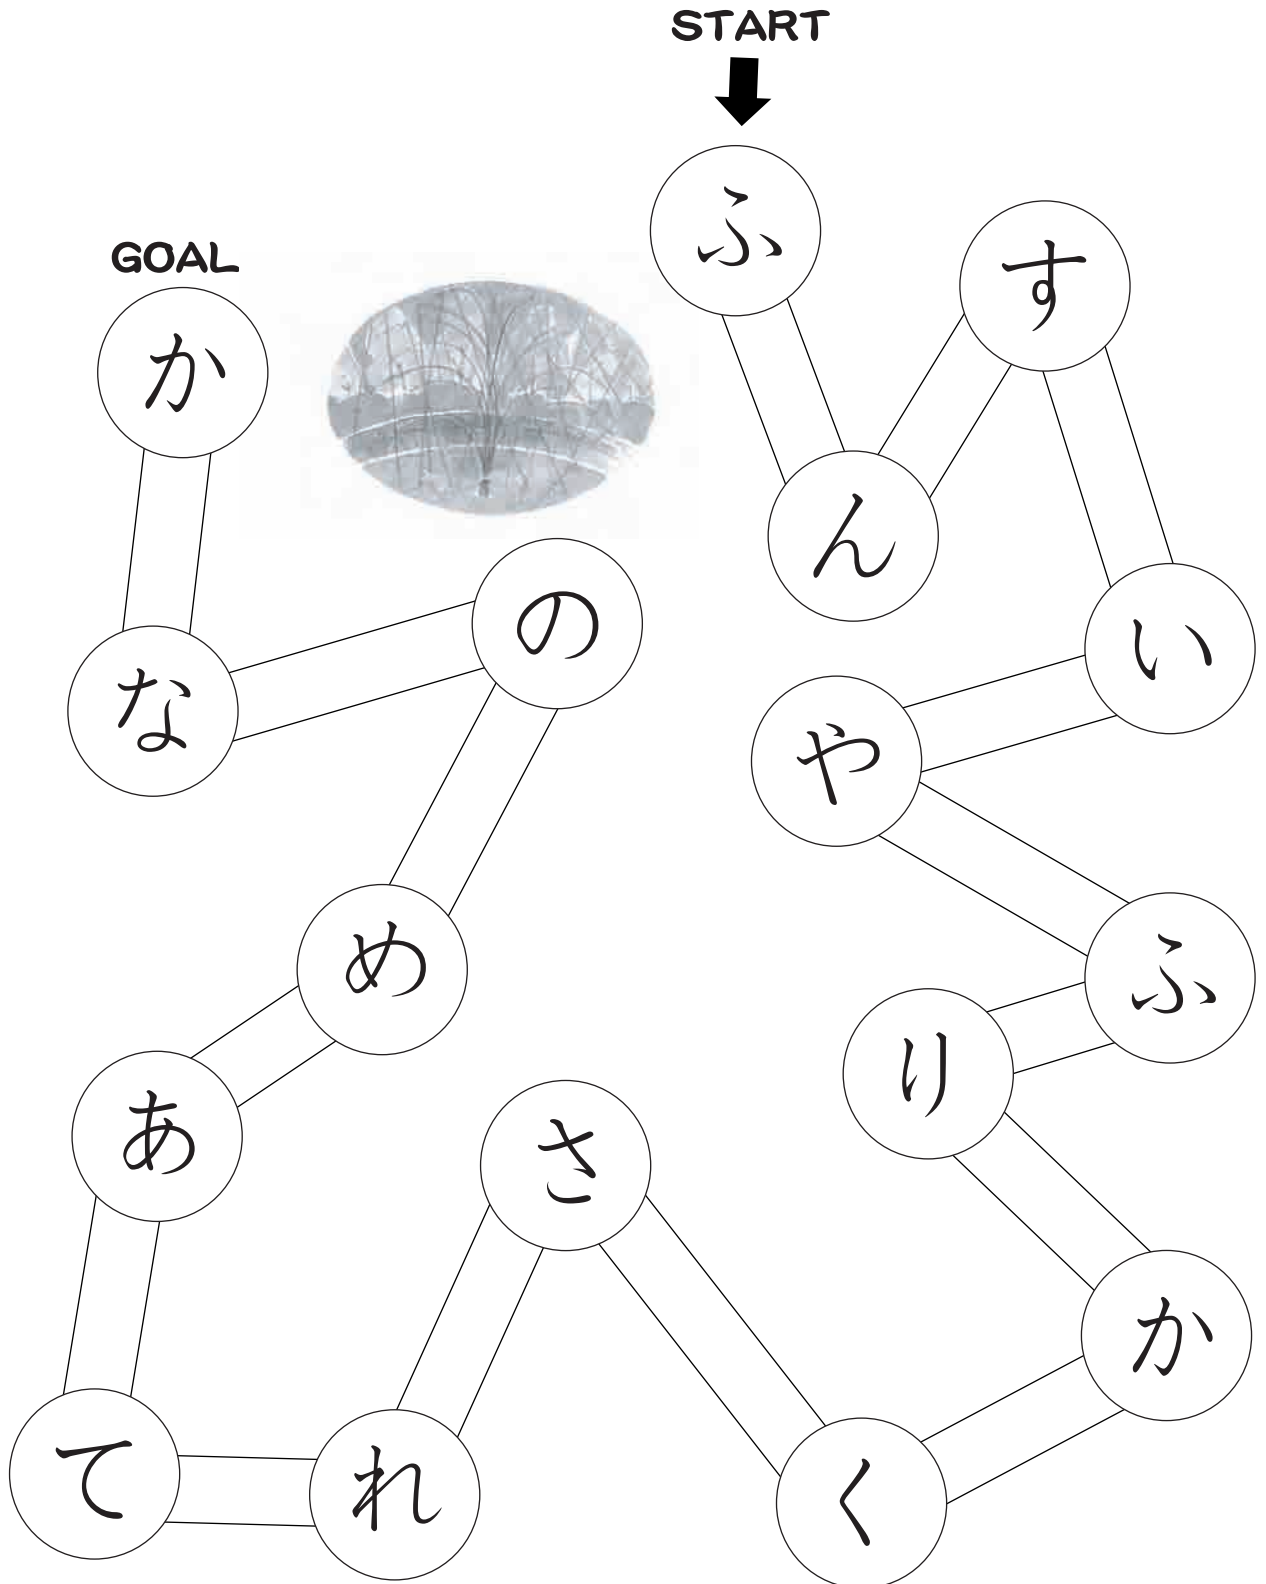 START
ふ
ん
す
い
や
ふ
り
か
く
さ
れ
て
あ
め
の
な
か
GOAL